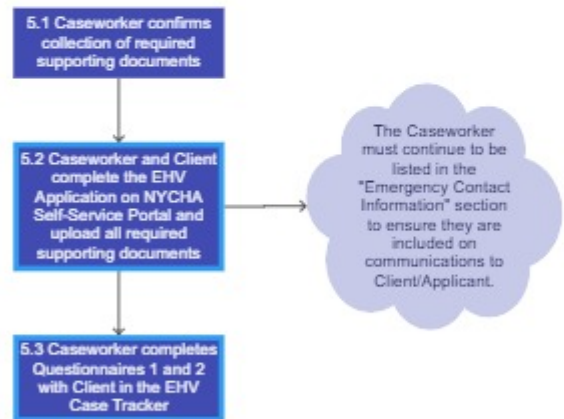 5.1 Caseworker confirms
collection of required
supporting documents
5.2 Caseworker and Client
complete the EHV
Application on NYCHA
Self-Service Portal and
upload all required
supporting documents
The Caseworker
must continue to be
listed in the
"Emergency Contact
Information" section
to ensure they are
included on
communications to
Client/Applicant.
5.3 Caseworker completes
Questionnaires 1 and 2
with Client in the EHV
Case Tracker